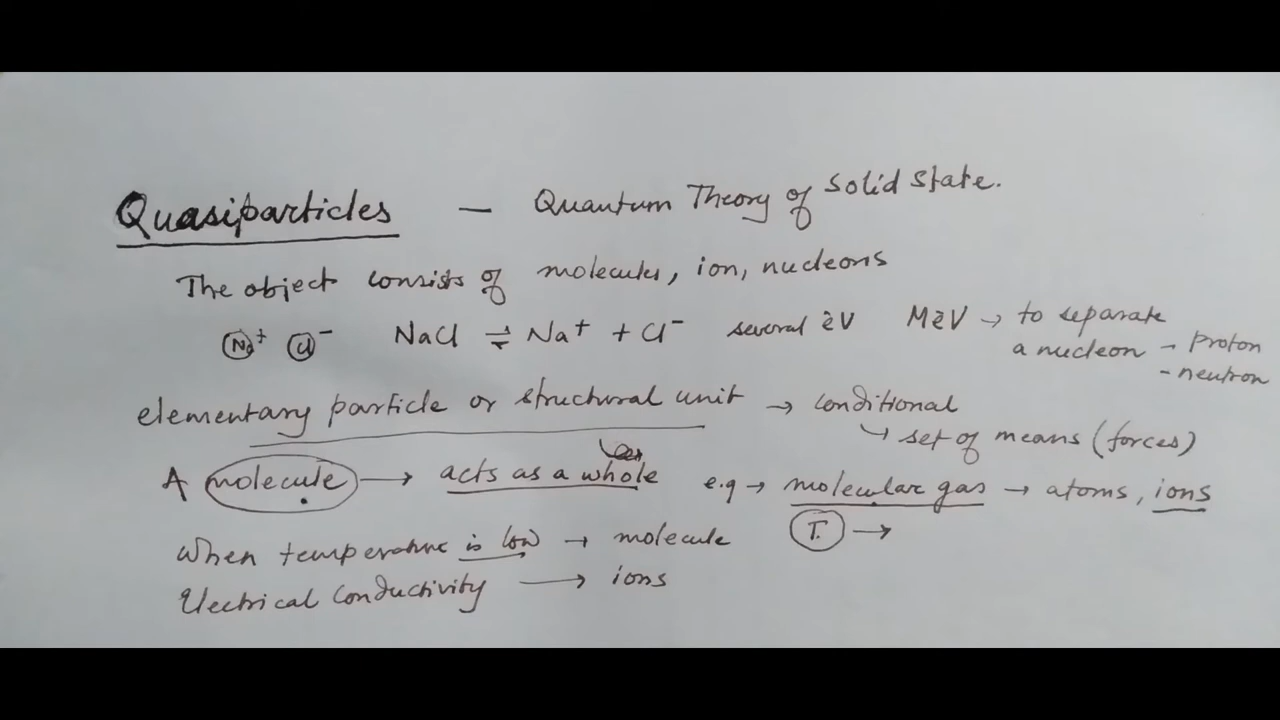 Quasiparticles — Quantum Theory of Solid State.
The object consists of molecules, ion, nucleons
Na⁺ Cl⁻ NaCl ⇌ Na⁺ + Cl⁻ several eV MeV → to separate
a nucleon - proton
- neutron
elementary particle or structural unit → conditional
↳ set of means (forces)
A molecule → acts as a whole e.g → molecular gas → atoms, ions
When temperature is low → molecule T. →
Electrical conductivity → ions